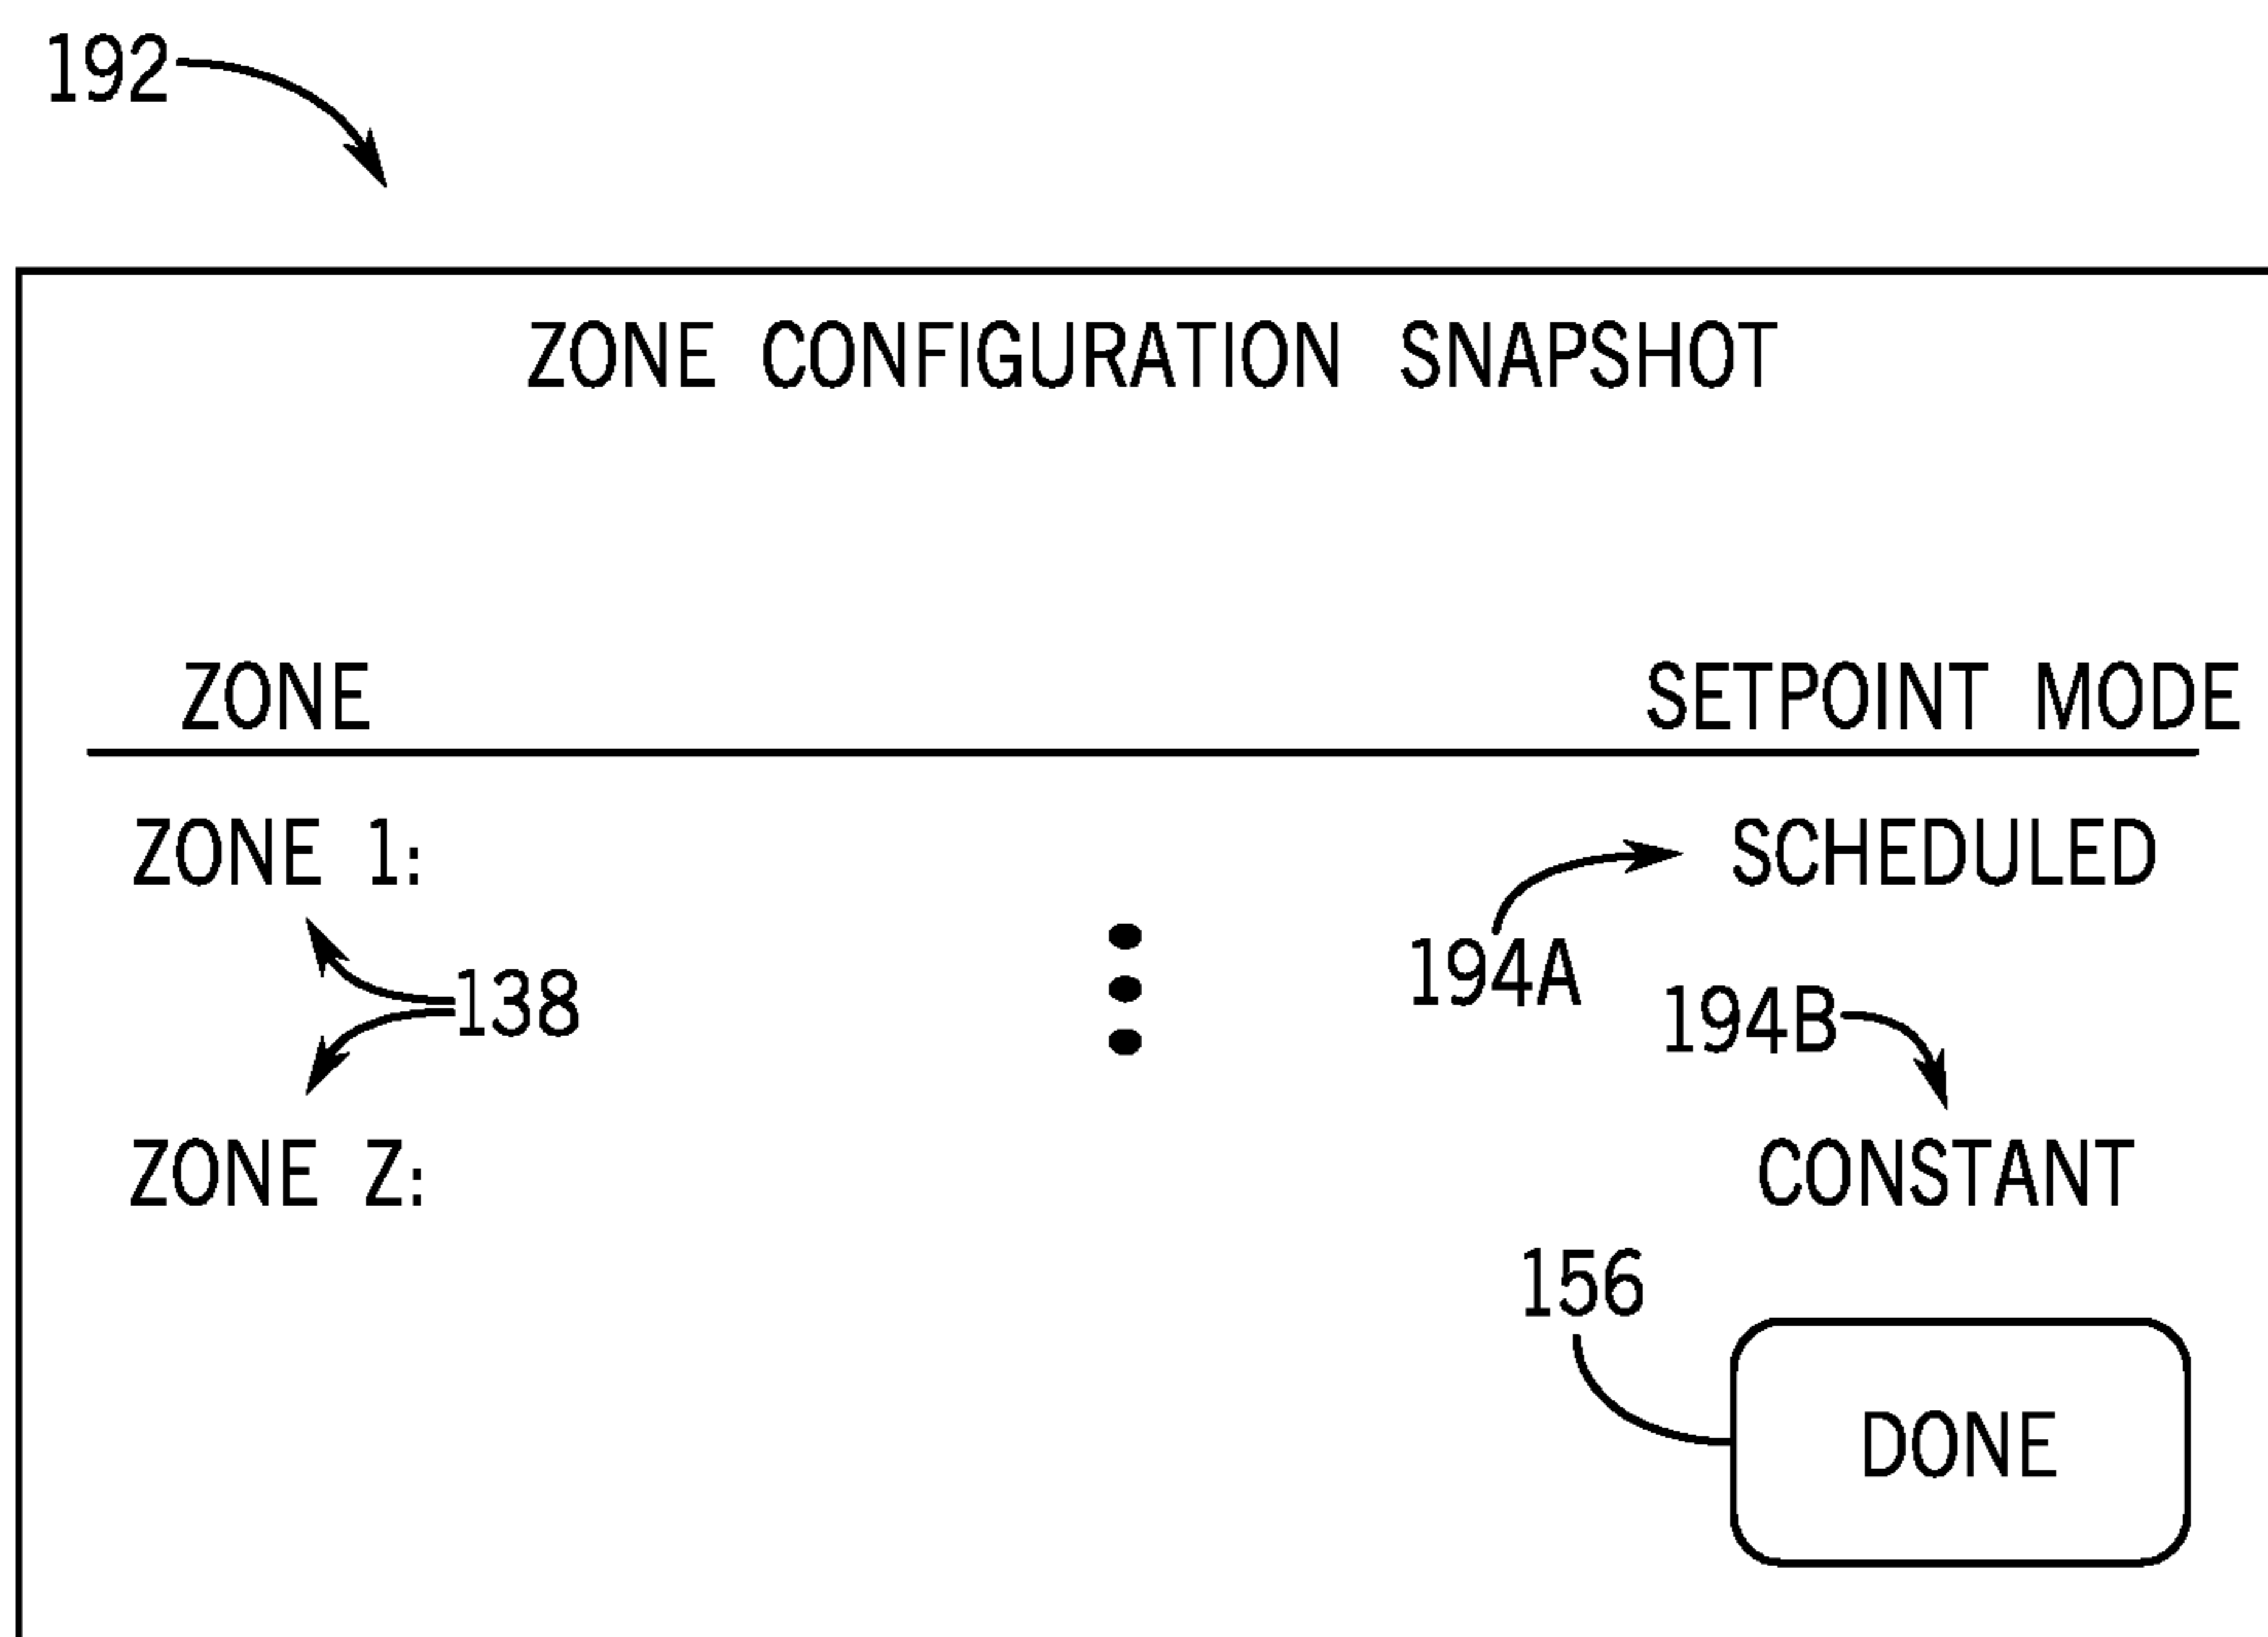 192
ZONE CONFIGURATION SNAPSHOT
ZONE SETPOINT MODE
ZONE 1: SCHEDULED
194A
138
194B
ZONE Z: CONSTANT
156
DONE